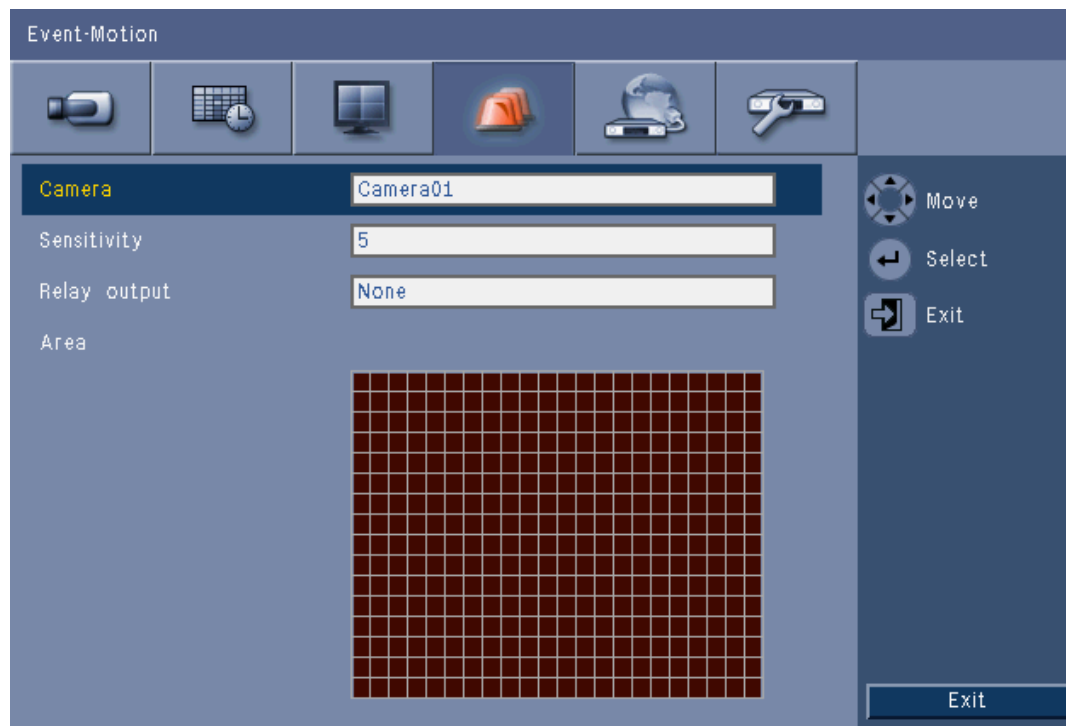 Event-Motion
Camera
Camera01
Sensitivity
5
Relay output
None
Area
Move
Select
Exit
Exit